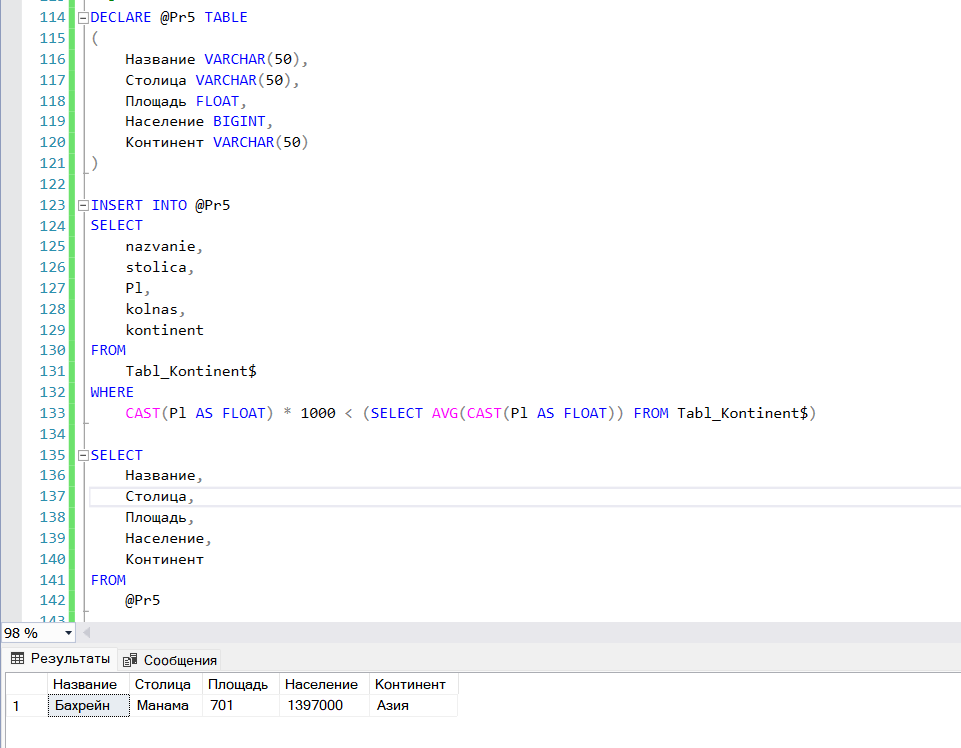 114 DECLARE @Pr5 TABLE
115 (
116 Название VARCHAR(50),
117 Столица VARCHAR(50),
118 Площадь FLOAT,
119 Население BIGINT,
120 Континент VARCHAR(50)
121 )
122
123 INSERT INTO @Pr5
124 SELECT
125 nazvanie,
126 stolica,
127 Pl,
128 kolnas,
129 kontinent
130 FROM
131 Tabl_Kontinent$
132 WHERE
133 CAST(Pl AS FLOAT) * 1000 < (SELECT AVG(CAST(Pl AS FLOAT)) FROM Tabl_Kontinent$)
134
135 SELECT
136 Название,
137 Столица,
138 Площадь,
139 Население,
140 Континент
141 FROM
142 @Pr5
143
98 %
Результаты Сообщения
Название Столица Площадь Население Континент
1 Бахрейн Манама 701 1397000 Азия